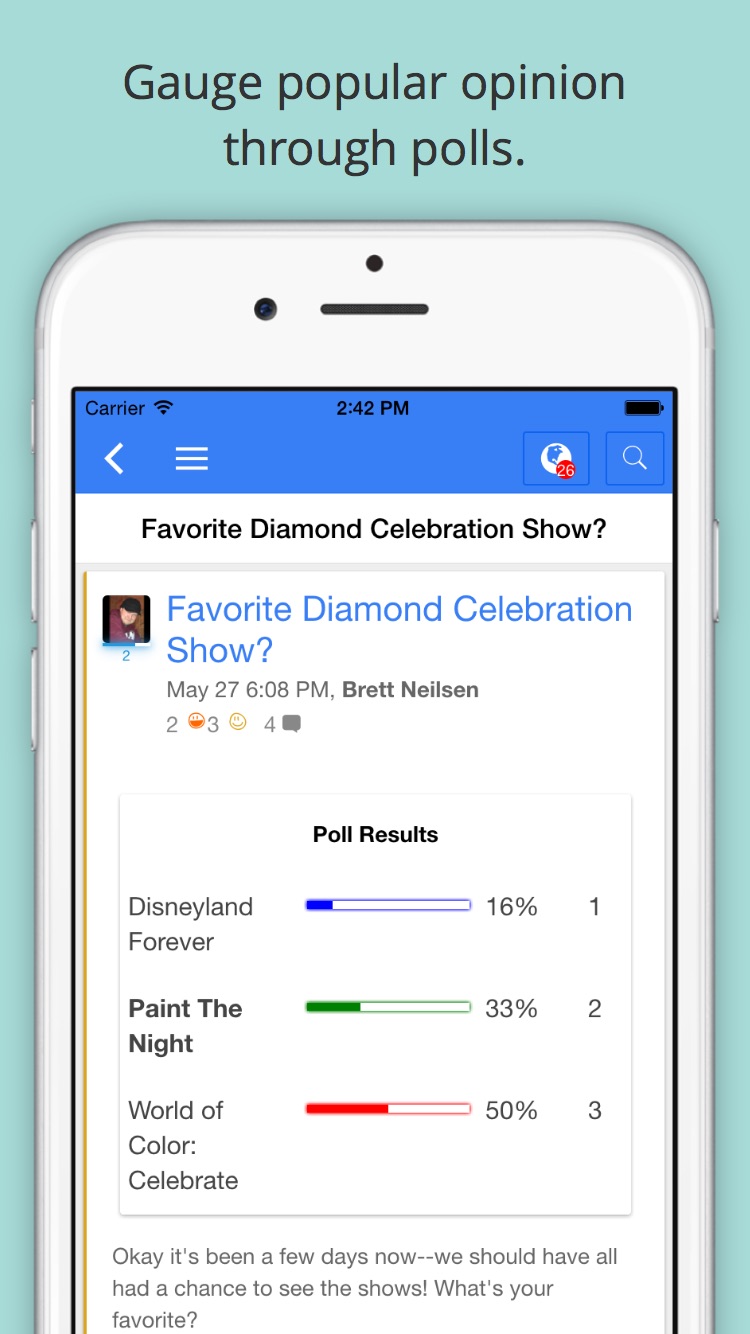 Gauge popular opinion
through polls.
Carrier 2:42 PM
26
Favorite Diamond Celebration Show?
Favorite Diamond Celebration
Show?
2
May 27 6:08 PM, Brett Neilsen
2 3 4
Poll Results
Disneyland 16% 1
Forever
Paint The 33% 2
Night
World of 50% 3
Color:
Celebrate
Okay it's been a few days now--we should have all
had a chance to see the shows! What's your
favorite?